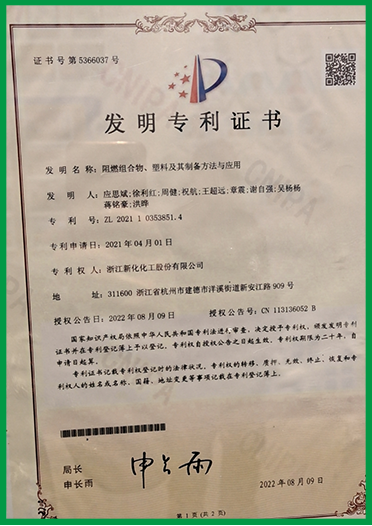 证书号第5366037号
发明专利证书
发明名称：阻燃组合物、塑料及其制备方法与应用
发明人：应思斌;徐利红;周健;祝航;王超远;章震;谢自强;吴杨杨
蒋铭豪;洪晔
专利号：ZL 2021 1 0353851.4
专利申请日：2021年04月01日
专利权人：浙江新化化工股份有限公司
地址：311600 浙江省杭州市建德市洋溪街道新安江路909号
授权公告日：2022年08月09日 授权公告号：CN 113136052 B
国家知识产权局依照中华人民共和国专利法进行审查，决定授予专利权，颁发发明专利
证书并在专利登记簿上予以登记。专利权自授权公告之日起生效。专利权期限为二十年，自
申请日起算。
专利证书记载专利权登记时的法律状况。专利权的转移、质押、无效、终止、恢复和专
利权人的姓名或名称、国籍、地址变更等事项记载在专利登记簿上。
局长
申长雨
申长雨
2022年08月09日
第1页(共2页)